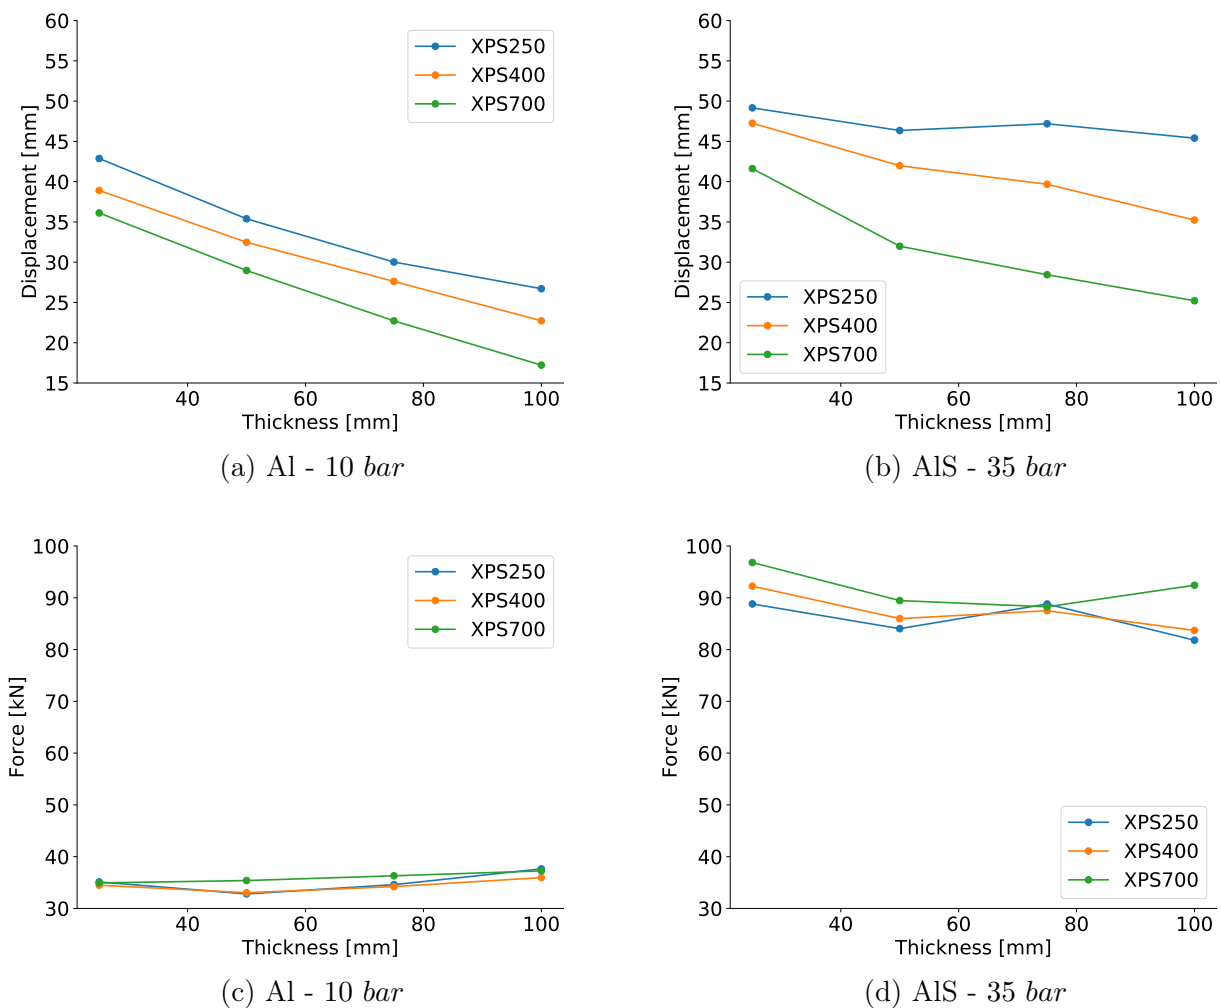 60
55
50
45
40
35
30
25
20
15
Displacement [mm]
XPS250
XPS400
XPS700
40 60 80 100
Thickness [mm]
(a) Al - 10 bar
60
55
50
45
40
35
30
25
20
15
Displacement [mm]
XPS250
XPS400
XPS700
40 60 80 100
Thickness [mm]
(b) AlS - 35 bar
100
90
80
70
60
50
40
30
Force [kN]
XPS250
XPS400
XPS700
40 60 80 100
Thickness [mm]
(c) Al - 10 bar
100
90
80
70
60
50
40
30
Force [kN]
XPS250
XPS400
XPS700
40 60 80 100
Thickness [mm]
(d) AlS - 35 bar